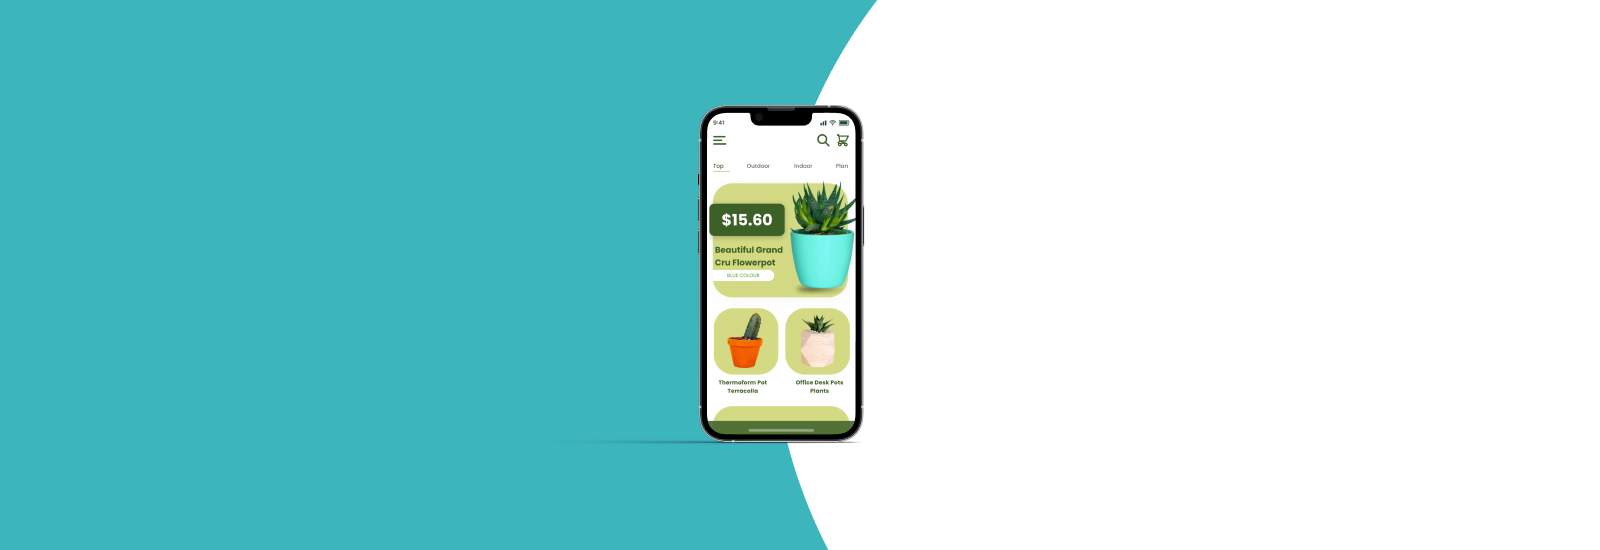 9:41
Top Outdoor Indoor Plan
$15.60
Beautiful Grand
Cru Flowerpot
BLUE COLOUR
Thermoform Pot
Terracolla
Office Desk Pots
Plants